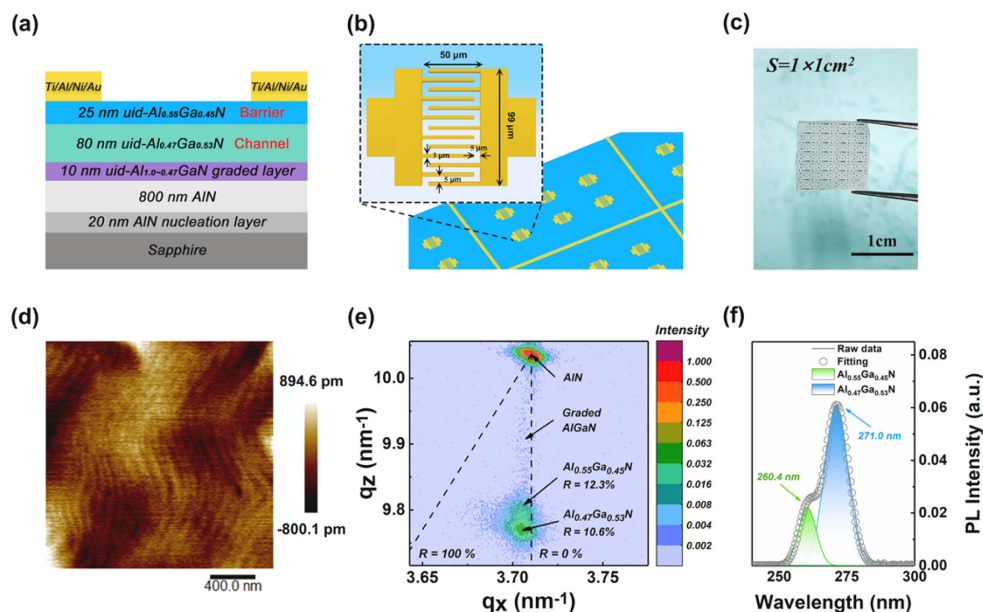 (a)
Ti/Al/Ni/Au
Ti/Al/Ni/Au
25 nm uid-Al₀.₅₅Ga₀.₄₅N Barrier
80 nm uid-Al₀.₄₇Ga₀.₅₃N Channel
10 nm uid-Al₁.₀~₀.₄₇GaN graded layer
800 nm AlN
20 nm AlN nucleation layer
Sapphire
(b)
50 μm
99 μm
3 μm
5 μm
5 μm
(c)
S=1×1cm²
1cm
(d)
894.6 pm
-800.1 pm
400.0 nm
(e)
Intensity
1.000
0.500
0.250
0.125
0.063
0.032
0.016
0.008
0.004
0.002
10.0
9.9
9.8
qz (nm⁻¹)
AlN
Graded
AlGaN
Al₀.₅₅Ga₀.₄₅N
R = 12.3%
Al₀.₄₇Ga₀.₅₃N
R = 10.6%
R = 100 %
R = 0 %
3.65
3.70
3.75
qx (nm⁻¹)
(f)
Raw data
Fitting
Al₀.₅₅Ga₀.₄₅N
Al₀.₄₇Ga₀.₅₃N
271.0 nm
260.4 nm
0.08
0.06
0.04
0.02
0.00
PL Intensity (a.u.)
250
275
300
Wavelength (nm)